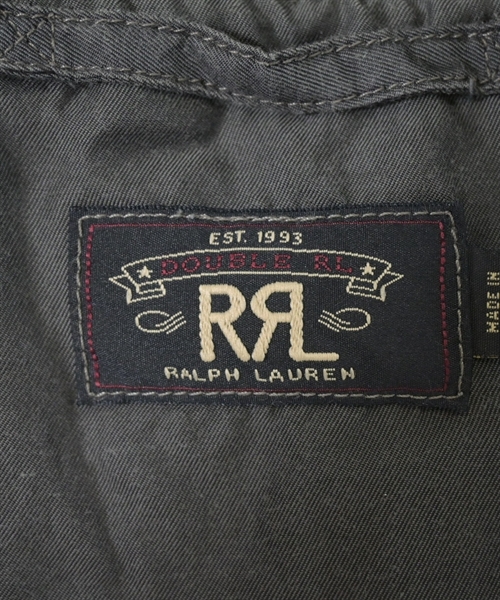 EST. 1993
DOUBLE RL
RRL
RALPH LAUREN
MADE IN